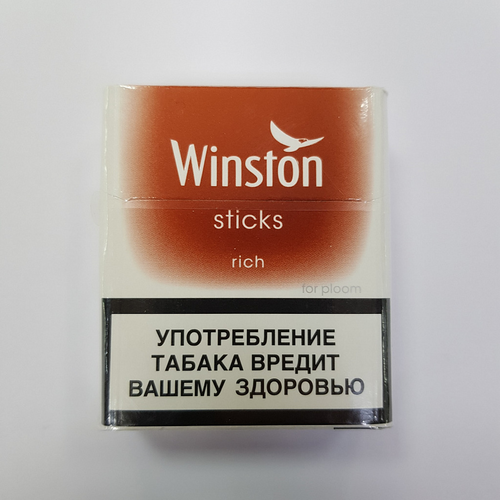 Winston
sticks
rich
for ploom
УПОТРЕБЛЕНИЕ
ТАБАКА ВРЕДИТ
ВАШЕМУ ЗДОРОВЬЮ